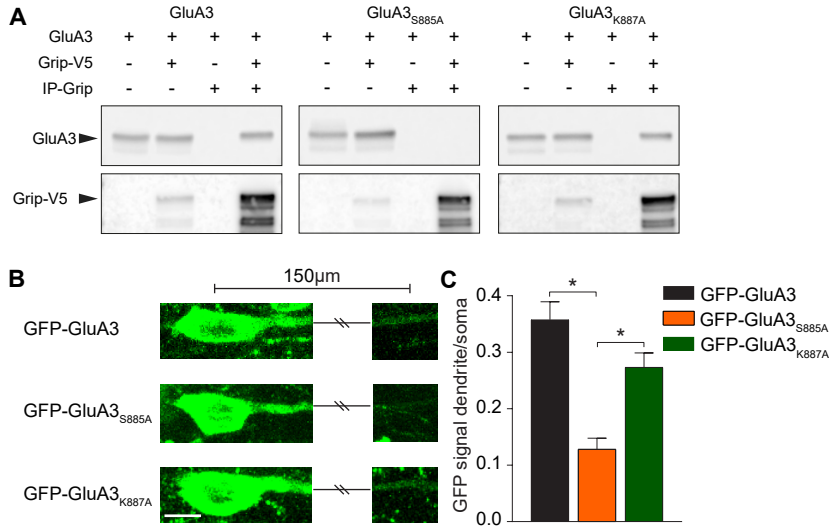 A
GluA3 GluA3S885A GluA3K887A
GluA3 + + + + + + + + + + + +
Grip-V5 - + - + - + - + - + - +
IP-Grip - - + + - - + + - - + +
GluA3
Grip-V5
B
150µm
GFP-GluA3
GFP-GluA3S885A
GFP-GluA3K887A
C
GFP signal dendrite/soma
0.4
0.3
0.2
0.1
0.0
*
*
GFP-GluA3
GFP-GluA3S885A
GFP-GluA3K887A